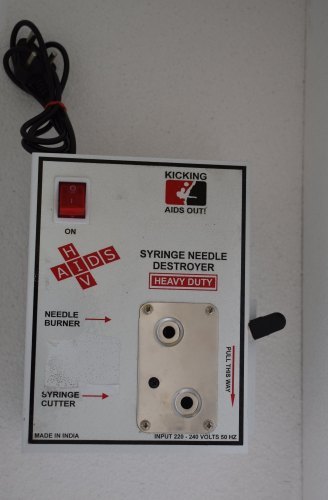 KICKING
AIDS OUT!
ON
HIV
AIDS
SYRINGE NEEDLE
DESTROYER
HEAVY DUTY
NEEDLE
BURNER
PULL THIS WAY
SYRINGE
CUTTER
MADE IN INDIA
INPUT 220 - 240 VOLTS 50 HZ